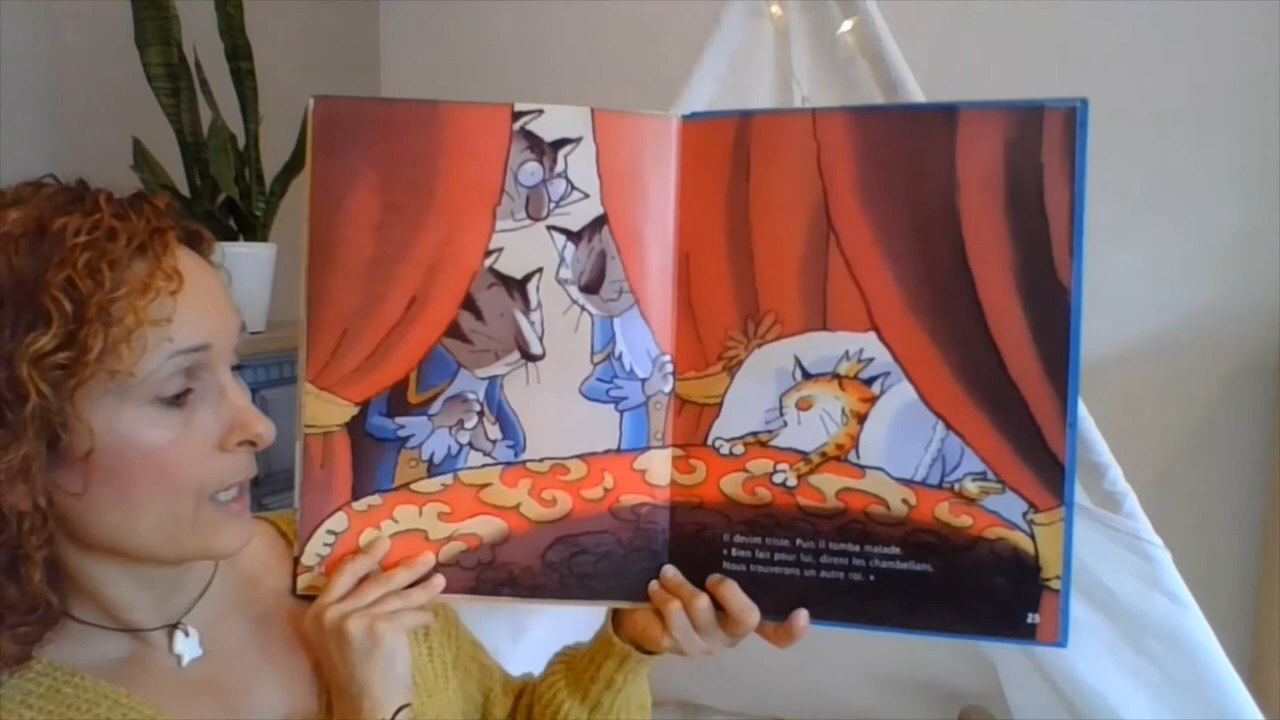 Il devint triste. Puis il tomba malade.
« Bien fait pour lui, dirent les chambellans.
Nous trouverons un autre roi. »
25